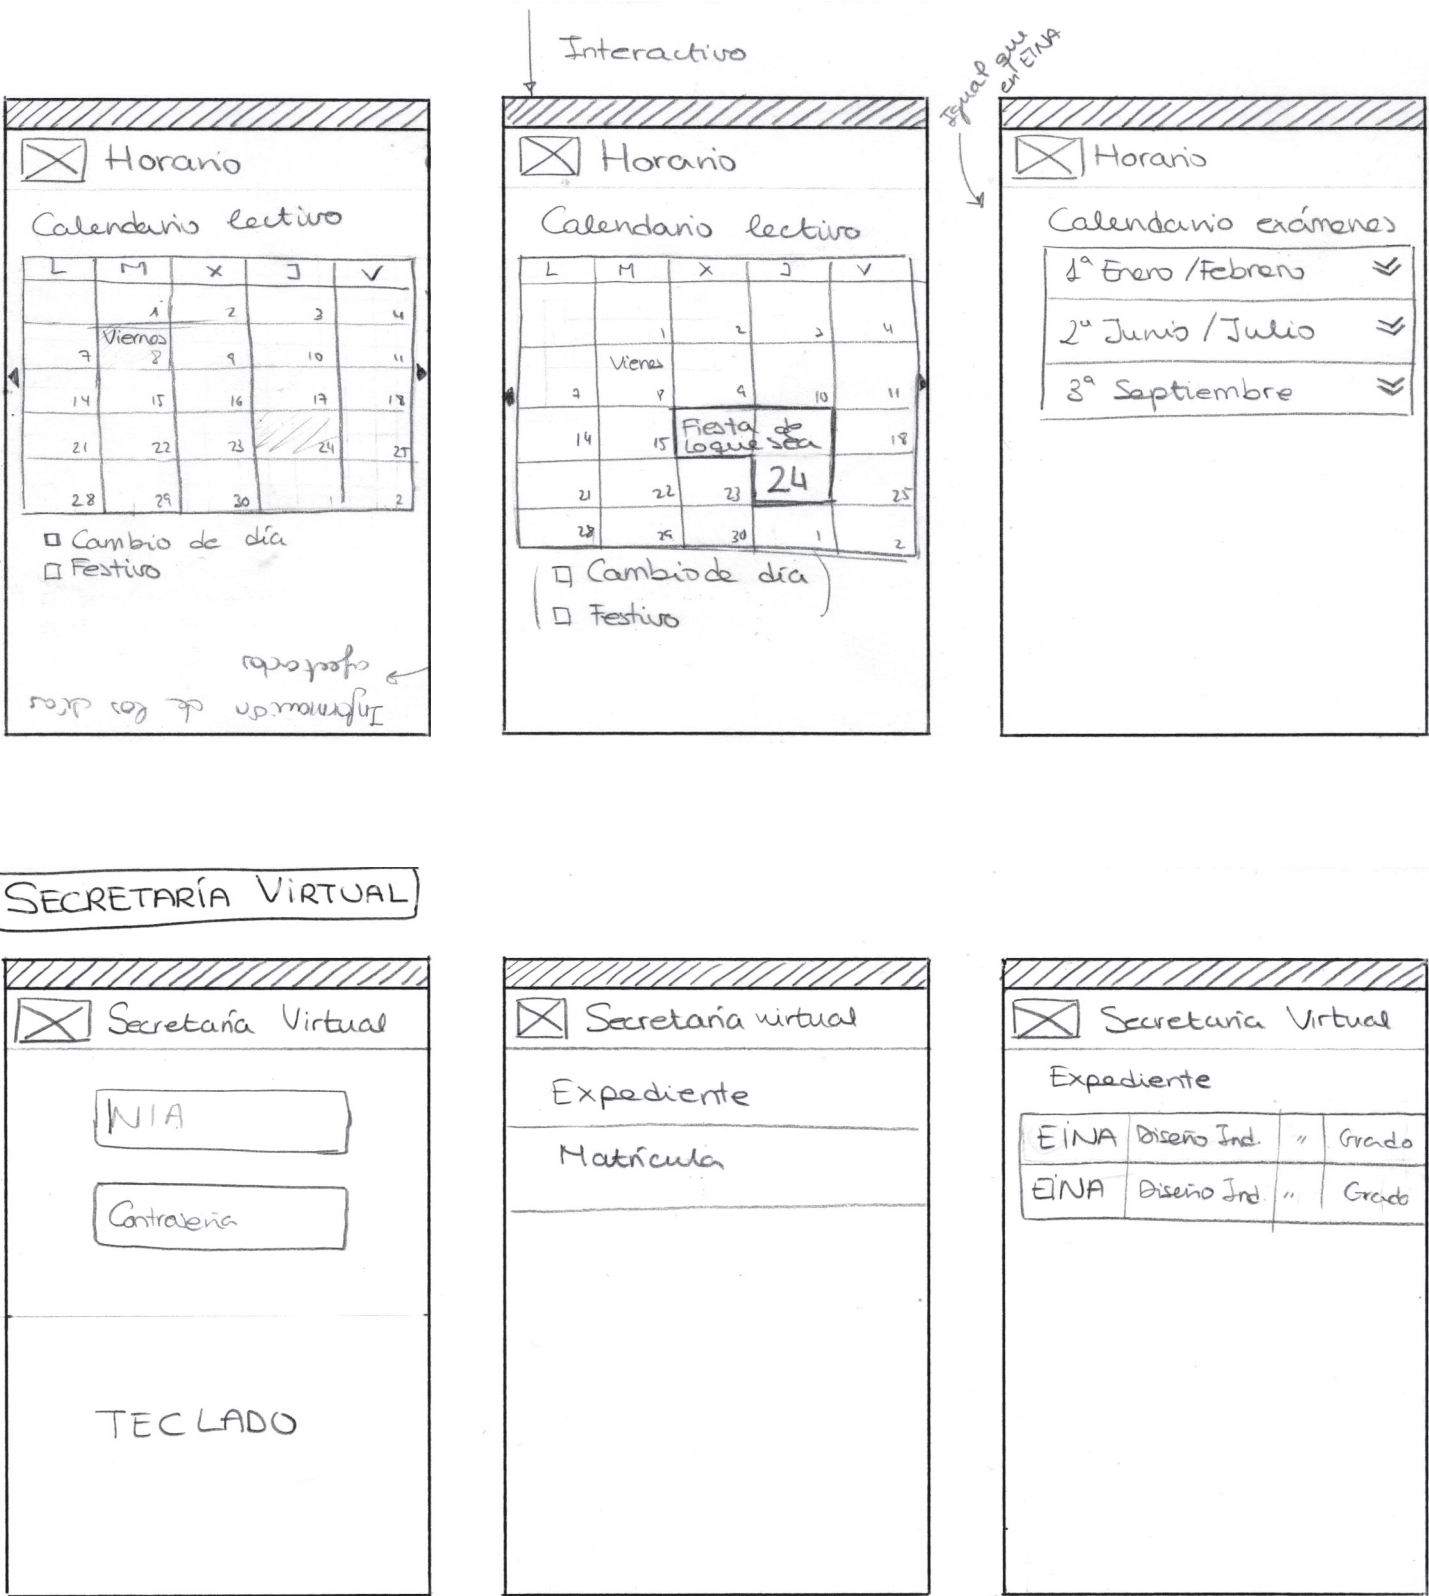 Interactivo
Igual que
en EINA
Horario
Calendario lectivo
L M X J V
1 2 3 4
Viernes
7 8 9 10 11
14 15 16 17 18
21 22 23 24 25
28 29 30 1 2
Cambio de día
Festivo
Información de los días
afectados
Horario
Calendario lectivo
L M X J V
1 2 3 4
Vienes
7 8 9 10 11
14 15 Fiesta de 18
loque sea
21 22 23 24 25
28 29 30 1 2
Cambio de día
Festivo
Horario
Calendario exámenes
1ª Enero / Febrero
2ª Junio / Julio
3ª Septiembre
SECRETARÍA VIRTUAL
Secretaría Virtual
NIA
Contraseña
TECLADO
Secretaría virtual
Expediente
Matrícula
Secretaría Virtual
Expediente
EINA Diseño Ind. " Grado
EINA Diseño Ind. " Grado